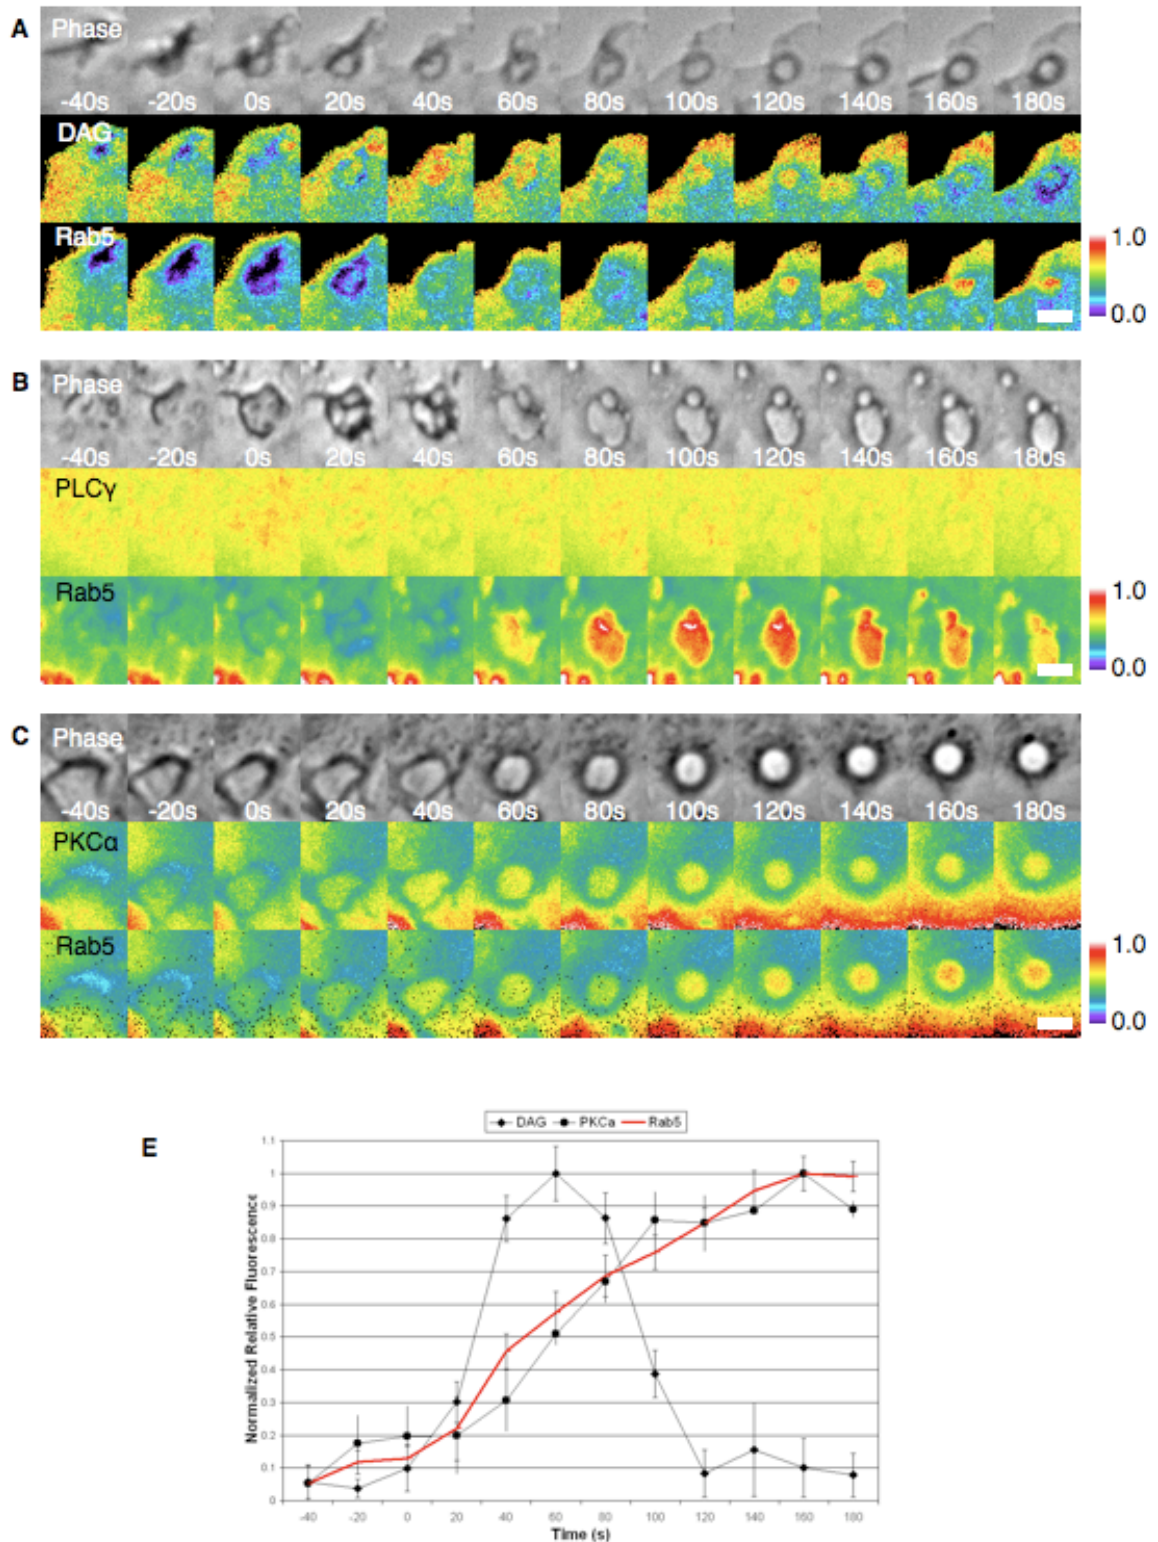 A
Phase
-40s -20s 0s 20s 40s 60s 80s 100s 120s 140s 160s 180s
DAG
Rab5
1.0
0.0
B
Phase
-40s -20s 0s 20s 40s 60s 80s 100s 120s 140s 160s 180s
PLCγ
Rab5
1.0
0.0
C
Phase
-40s -20s 0s 20s 40s 60s 80s 100s 120s 140s 160s 180s
PKCα
Rab5
1.0
0.0
E
DAG PKCa Rab5
Normalized Relative Fluorescence
1.1
1
0.9
0.8
0.7
0.6
0.5
0.4
0.3
0.2
0.1
0
-40 -20 0 20 40 60 80 100 120 140 160 180
Time (s)